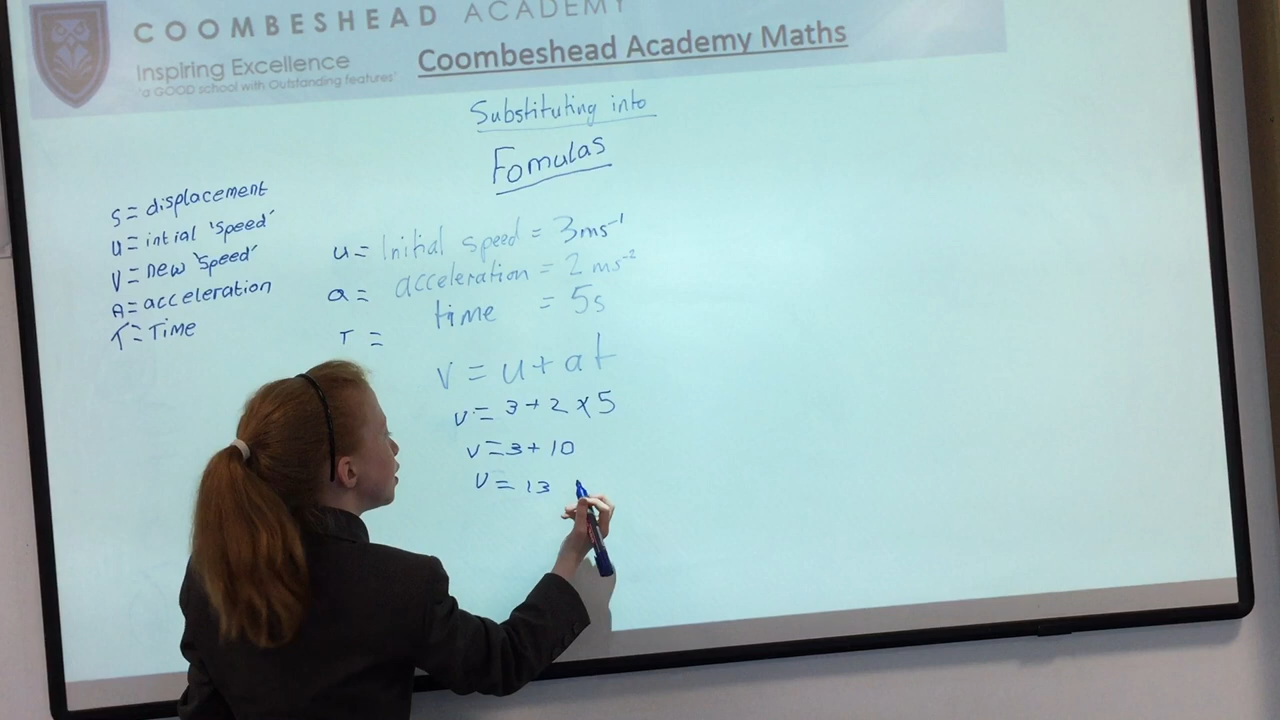 COOMBESHEAD ACADEMY
Inspiring Excellence
'a GOOD school with Outstanding features'
Coombeshead Academy Maths
Substituting into
Fomulas
S = displacement
U = intial 'speed'
V = new 'speed'
A = acceleration
T = Time
u = Initial speed = 3ms⁻¹
a = acceleration = 2 ms⁻²
T = time = 5s
V = u + at
v = 3 + 2 × 5
v = 3 + 10
v = 13